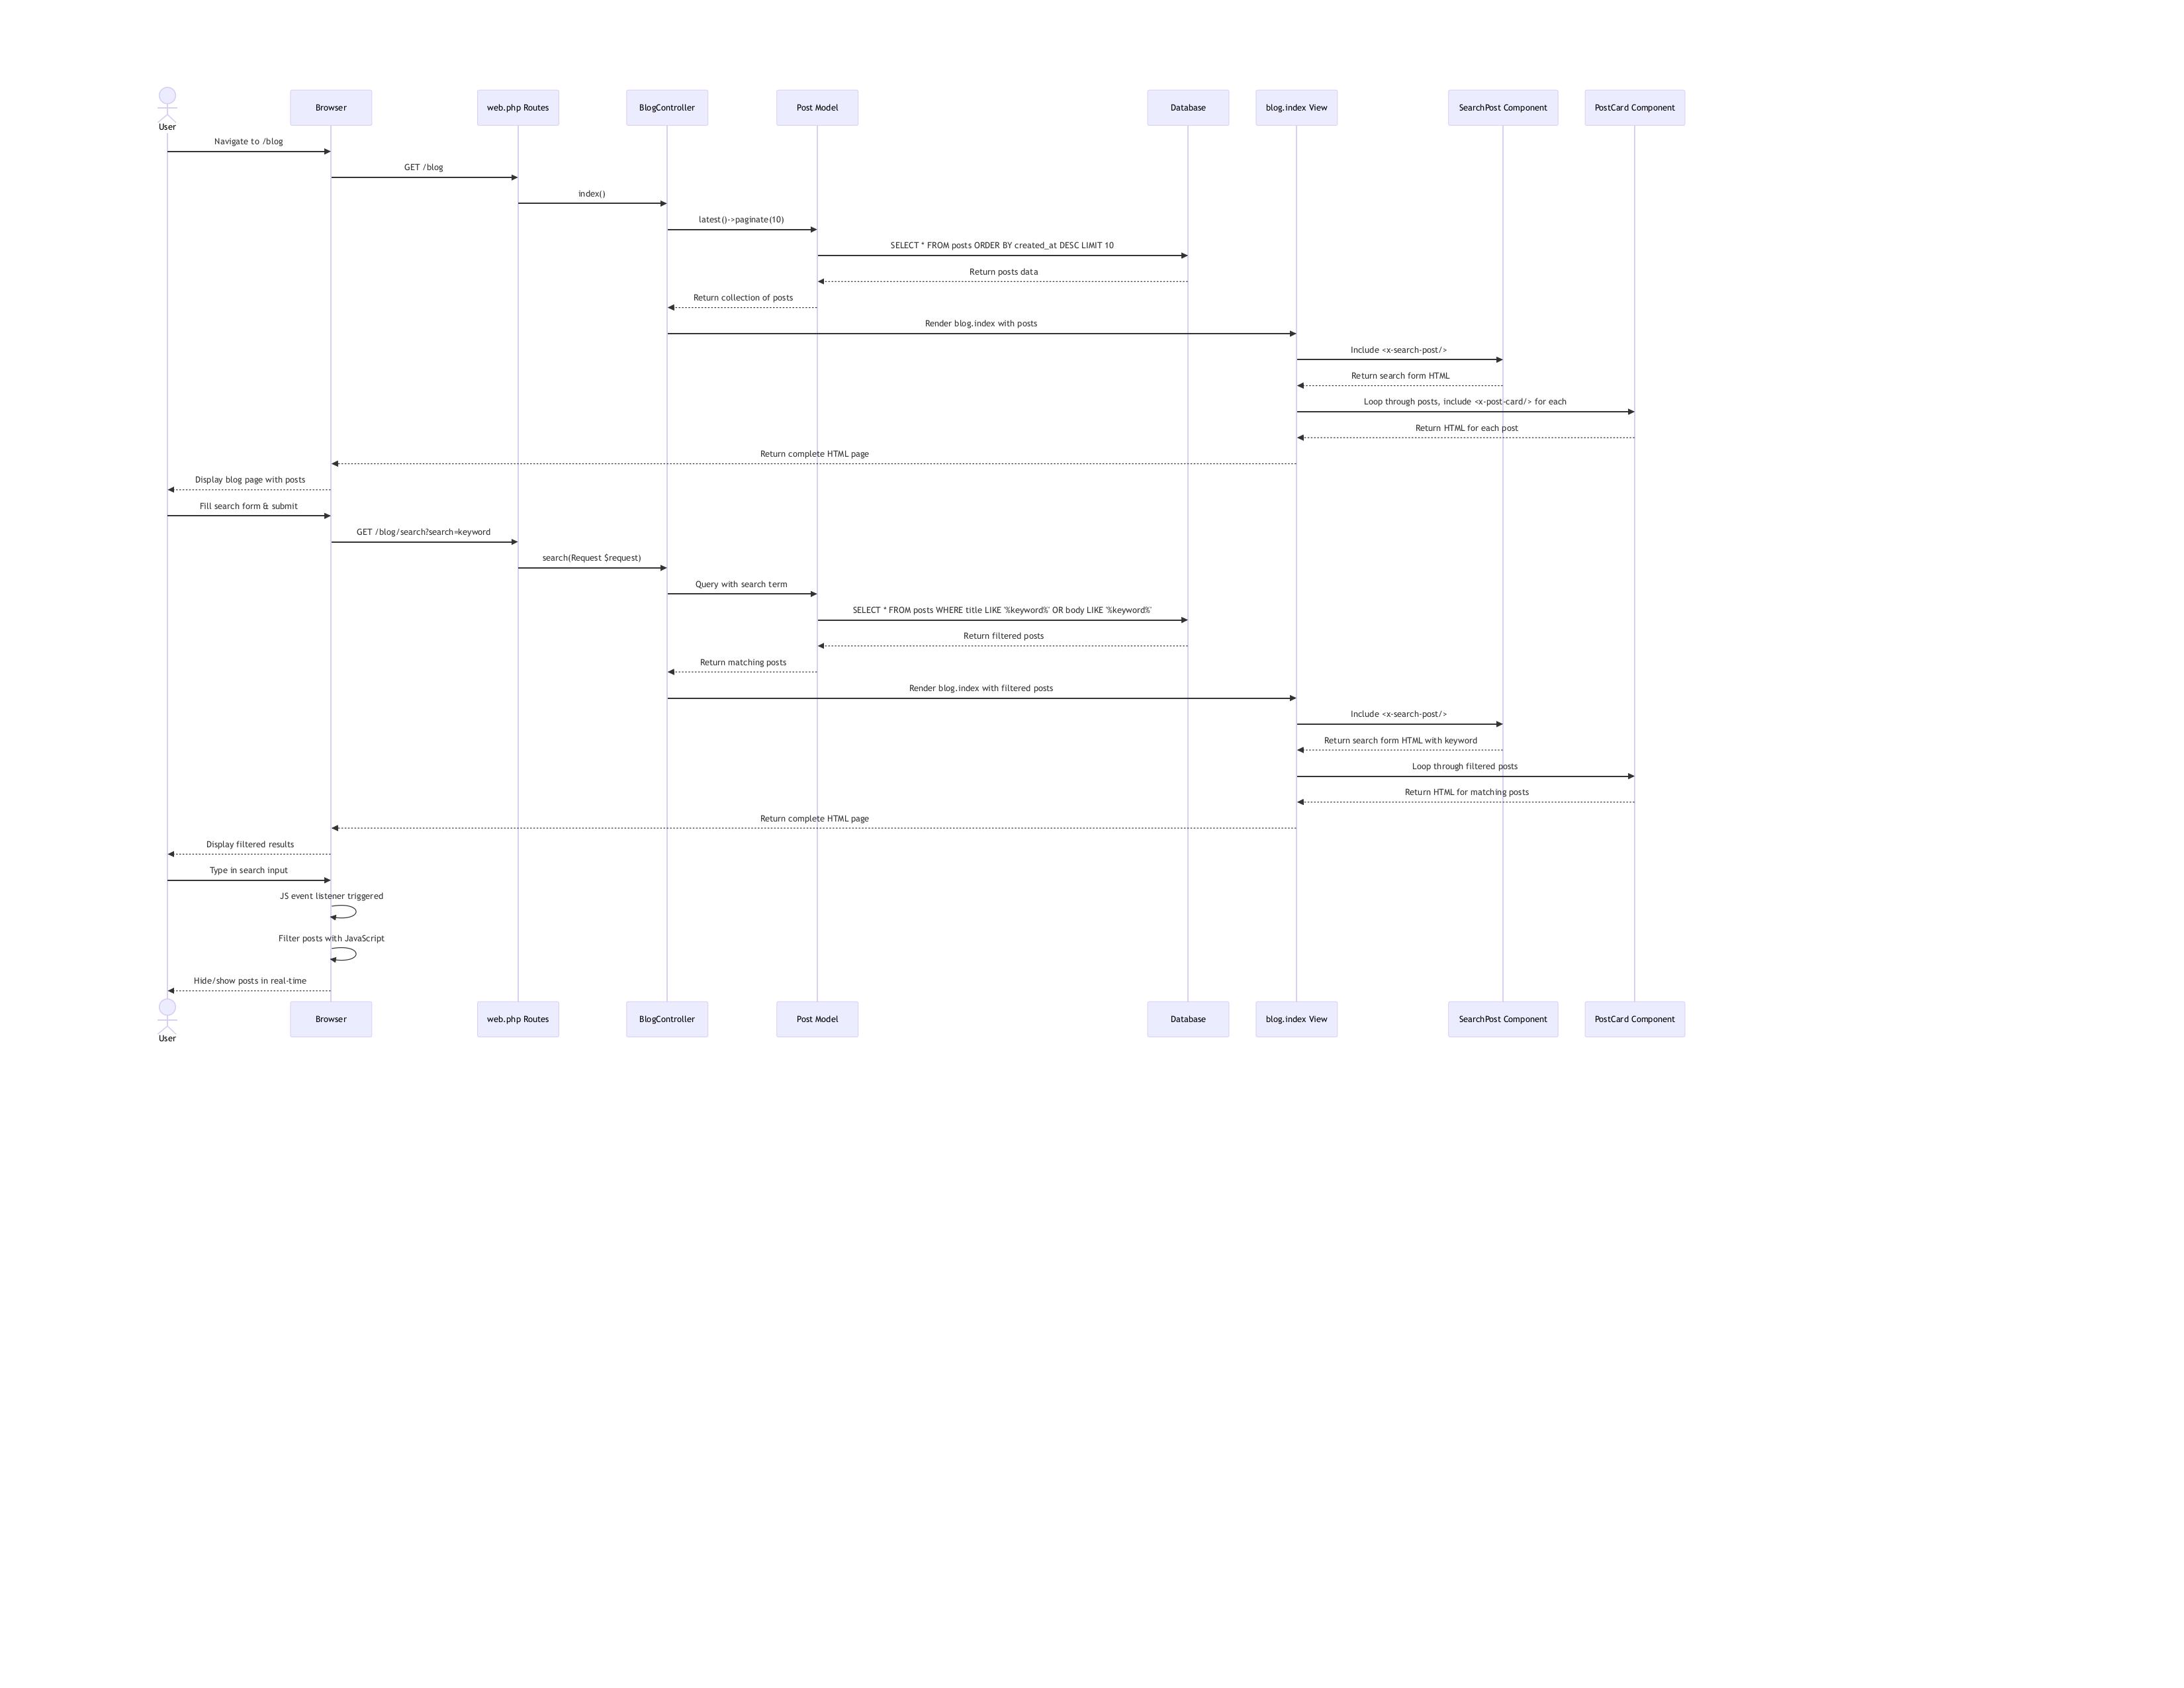 User
Browser
web.php Routes
BlogController
Post Model
Database
blog.index View
SearchPost Component
PostCard Component
Navigate to /blog
GET /blog
index()
latest()->paginate(10)
SELECT * FROM posts ORDER BY created_at DESC LIMIT 10
Return posts data
Return collection of posts
Render blog.index with posts
Include <x-search-post/>
Return search form HTML
Loop through posts, include <x-post-card/> for each
Return HTML for each post
Return complete HTML page
Display blog page with posts
Fill search form & submit
GET /blog/search?search=keyword
search(Request $request)
Query with search term
SELECT * FROM posts WHERE title LIKE '%keyword%' OR body LIKE '%keyword%'
Return filtered posts
Return matching posts
Render blog.index with filtered posts
Include <x-search-post/>
Return search form HTML with keyword
Loop through filtered posts
Return HTML for matching posts
Return complete HTML page
Display filtered results
Type in search input
JS event listener triggered
Filter posts with JavaScript
Hide/show posts in real-time
User
Browser
web.php Routes
BlogController
Post Model
Database
blog.index View
SearchPost Component
PostCard Component